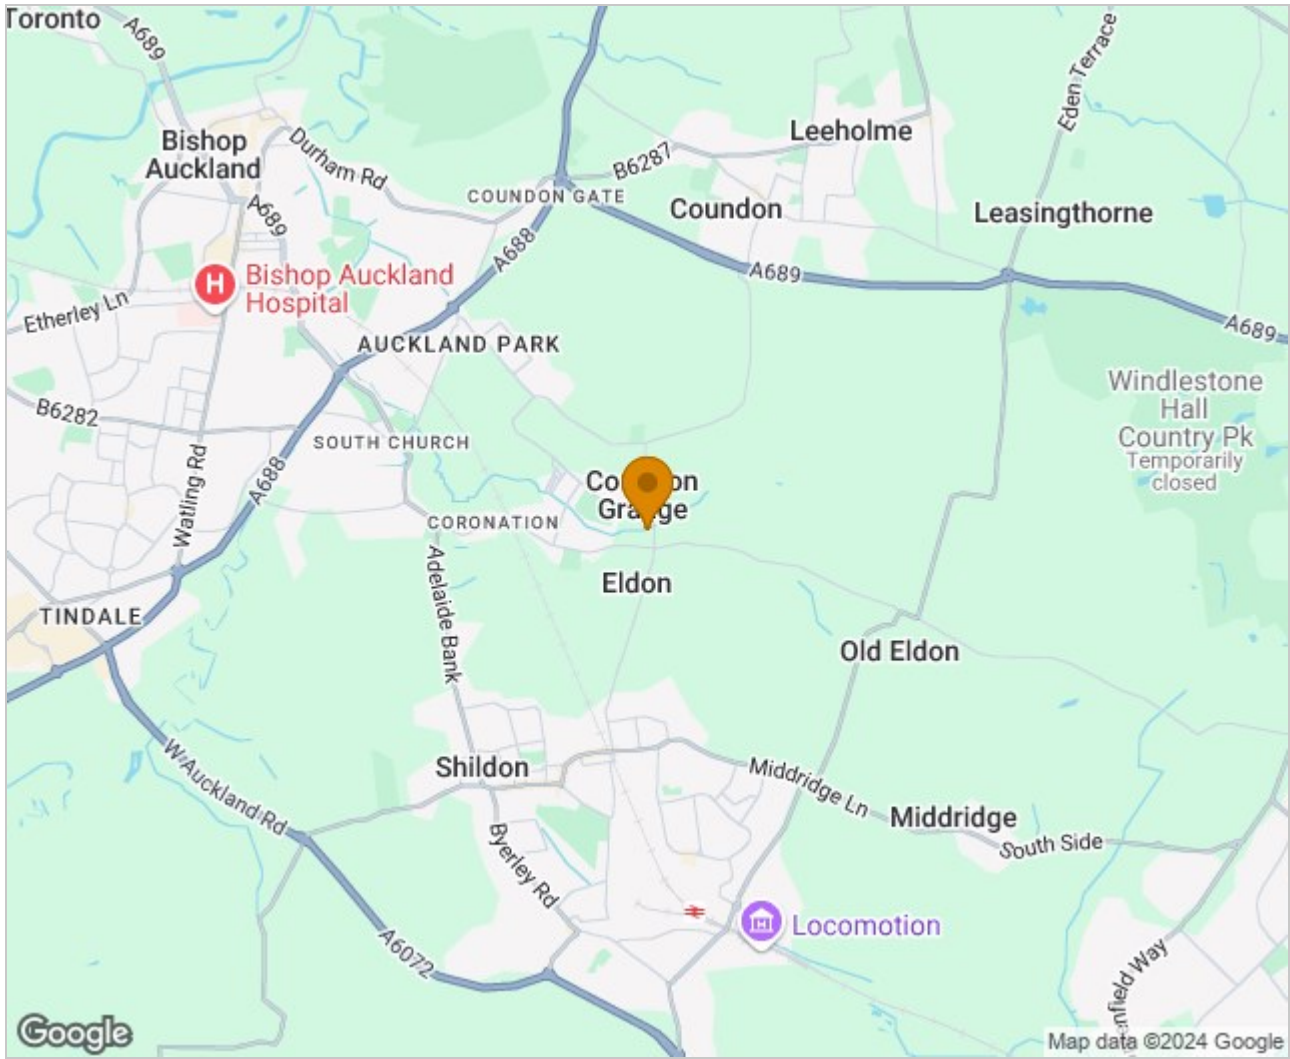 Toronto
A689
Eden Terrace
Leeholme
Bishop
Auckland
Durham Rd
B6287
COUNDON GATE
Coundon
Leasingthorne
A689
A688
A689
Bishop Auckland
Hospital
Etherley Ln
A689
AUCKLAND PARK
Windlestone
Hall
Country Pk
Temporarily
closed
B6282
SOUTH CHURCH
Watling Rd
A688
CORONATION
Eldon
Adelaide Bank
TINDALE
Old Eldon
W Auckland Rd
Shildon
Middridge Ln
Middridge
South Side
Byerley Rd
Locomotion
A6072
Google
Map data ©2024 Google